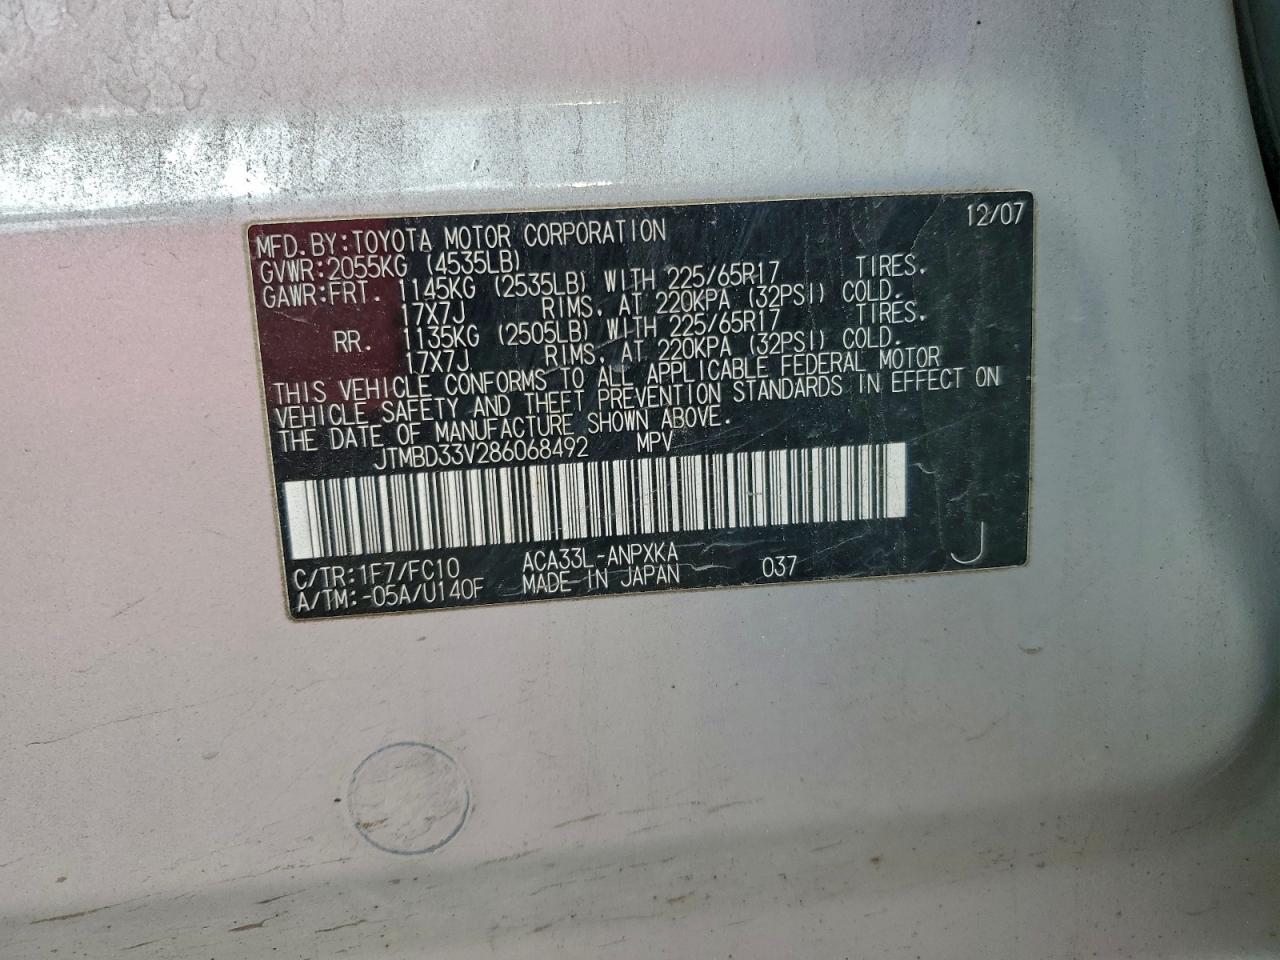 12/07
MFD.BY:TOYOTA MOTOR CORPORATION
GVWR:2055KG (4535LB)
GAWR:FRT. 1145KG (2535LB) WITH 225/65R17 TIRES.
17X7J RIMS. AT 220KPA (32PSI) COLD.
RR. 1135KG (2505LB) WITH 225/65R17 TIRES.
17X7J RIMS. AT 220KPA (32PSI) COLD.
THIS VEHICLE CONFORMS TO ALL APPLICABLE FEDERAL MOTOR
VEHICLE SAFETY AND THEFT PREVENTION STANDARDS IN EFFECT ON
THE DATE OF MANUFACTURE SHOWN ABOVE.
JTMBD33V286068492 MPV
C/TR:1F7/FC10 ACA33L-ANPXKA 037 J
A/TM:-05A/U140F MADE IN JAPAN